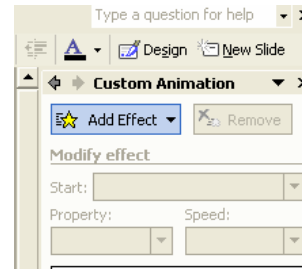 Type a question for help
A Design New Slide
Custom Animation
Add Effect Remove
Modify effect
Start:
Property: Speed: